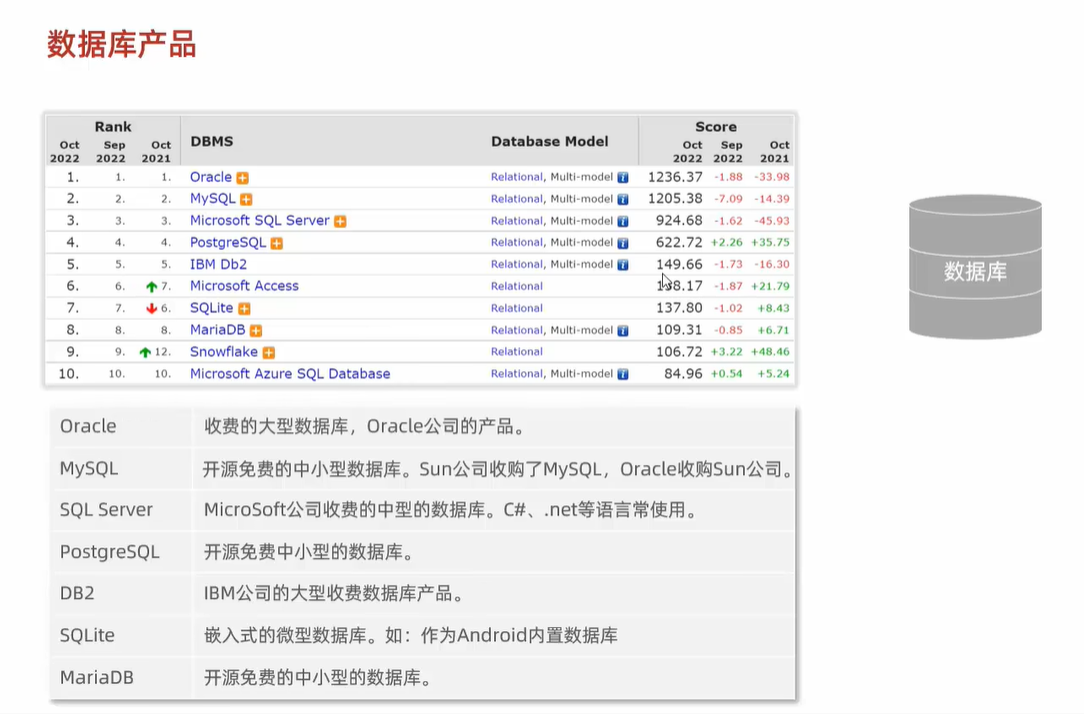 数据库产品
Rank Score
DBMS Database Model
Oct Sep Oct Oct Sep Oct
2022 2022 2021 2022 2022 2021
1. 1. 1. Oracle Relational, Multi-model 1236.37 -1.88 -33.98
2. 2. 2. MySQL Relational, Multi-model 1205.38 -7.09 -14.39
3. 3. 3. Microsoft SQL Server Relational, Multi-model 924.68 -1.62 -45.93
4. 4. 4. PostgreSQL Relational, Multi-model 622.72 +2.26 +35.75
5. 5. 5. IBM Db2 Relational, Multi-model 149.66 -1.73 -16.30
6. 6. 7. Microsoft Access Relational 138.17 -1.87 +21.79
7. 7. 6. SQLite Relational 137.80 -1.02 +8.43
8. 8. 8. MariaDB Relational, Multi-model 109.31 -0.85 +6.71
9. 9. 12. Snowflake Relational 106.72 +3.22 +48.46
10. 10. 10. Microsoft Azure SQL Database Relational, Multi-model 84.96 +0.54 +5.24
数据库
Oracle 收费的大型数据库，Oracle公司的产品。
MySQL 开源免费的中小型数据库。Sun公司收购了MySQL，Oracle收购Sun公司。
SQL Server MicroSoft公司收费的中型的数据库。C#、.net等语言常使用。
PostgreSQL 开源免费中小型的数据库。
DB2 IBM公司的大型收费数据库产品。
SQLite 嵌入式的微型数据库。如：作为Android内置数据库
MariaDB 开源免费的中小型的数据库。